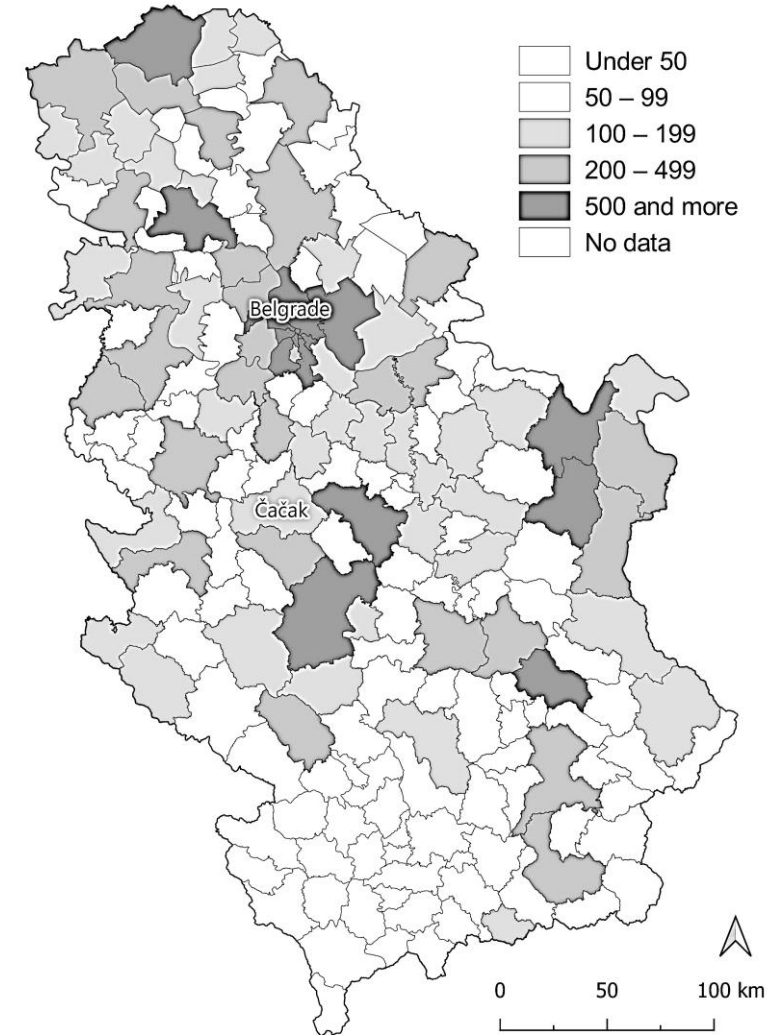 Under 50
50 – 99
100 – 199
200 – 499
500 and more
No data
Belgrade
Čačak
0 50 100 km